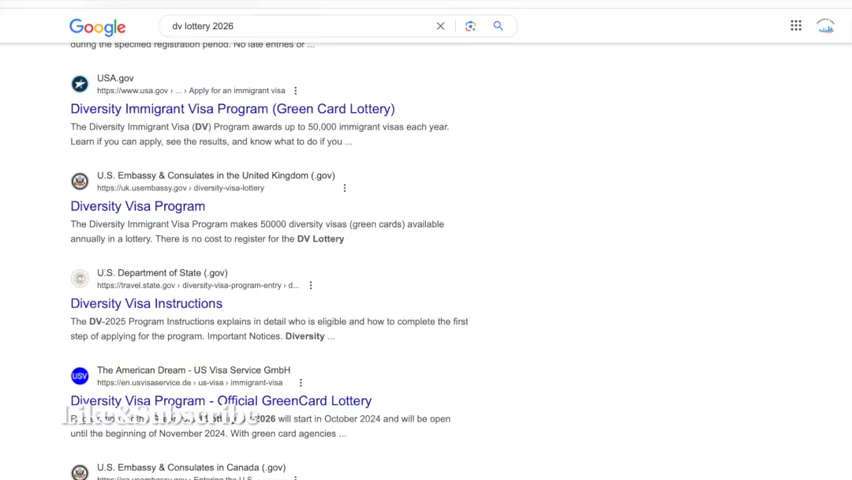 Google
dv lottery 2026
during the specified registration period. No late entries or ...
USA.gov
https://www.usa.gov › ... › Apply for an immigrant visa
Diversity Immigrant Visa Program (Green Card Lottery)
The Diversity Immigrant Visa (DV) Program awards up to 50,000 immigrant visas each year.
Learn if you can apply, see the results, and know what to do if you ...
U.S. Embassy & Consulates in the United Kingdom (.gov)
https://uk.usembassy.gov › diversity-visa-lottery
Diversity Visa Program
The Diversity Immigrant Visa Program makes 50000 diversity visas (green cards) available
annually in a lottery. There is no cost to register for the DV Lottery
U.S. Department of State (.gov)
https://travel.state.gov › diversity-visa-program-entry › d...
Diversity Visa Instructions
The DV-2025 Program Instructions explains in detail who is eligible and how to complete the first
step of applying for the program. Important Notices. Diversity ...
USV
The American Dream - US Visa Service GmbH
https://en.usvisaservice.de › us-visa › immigrant-visa
Diversity Visa Program - Official GreenCard Lottery
Like&Subscribe
2026 will start in October 2024 and will be open
until the beginning of November 2024. With green card agencies ...
U.S. Embassy & Consulates in Canada (.gov)